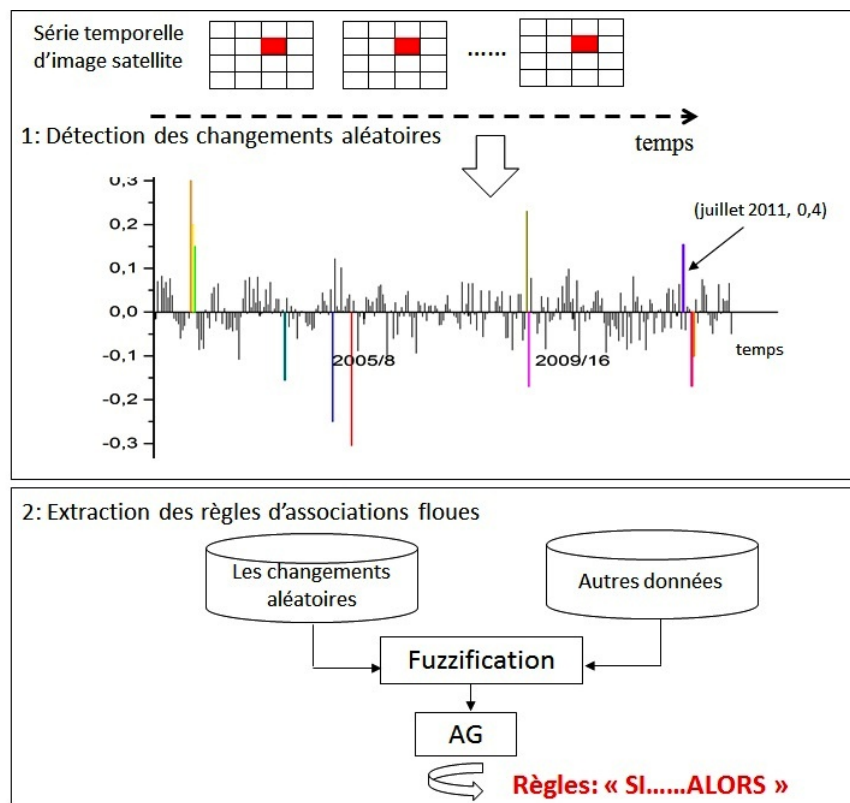 Série temporelle
d'image satellite
......
1: Détection des changements aléatoires
temps
0,3
0,2
0,1
0,0
-0,1
-0,2
-0,3
(juillet 2011, 0,4)
2005/8
2009/16
temps
2: Extraction des règles d'associations floues
Les changements
aléatoires
Autres données
Fuzzification
AG
Règles: « SI......ALORS »